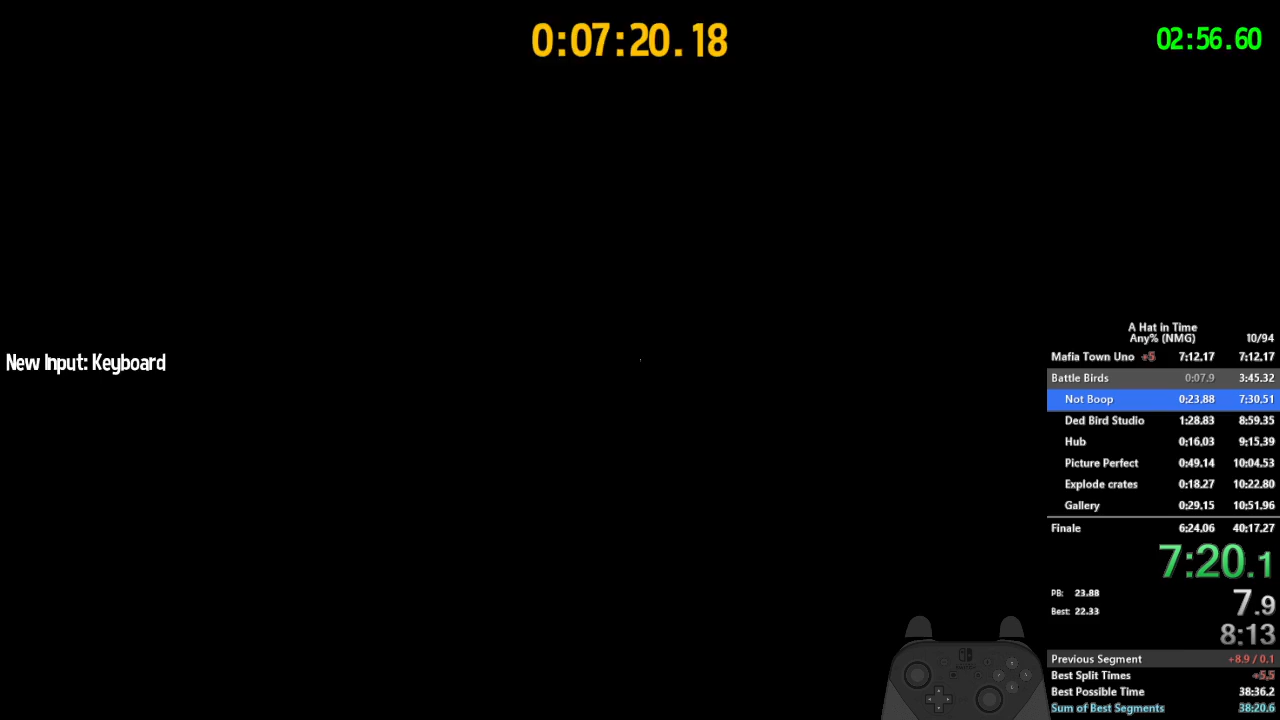 0:07:20.18
02:56.60
New Input: Keyboard
A Hat in Time
Any% (NMG) 10/94
Mafia Town Uno +5 7:12.17 7:12.17
Battle Birds 0:07.9 3:45.32
Not Boop 0:23.88 7:30.51
Ded Bird Studio 1:28.83 8:59.35
Hub 0:16.03 9:15.39
Picture Perfect 0:49.14 10:04.53
Explode crates 0:18.27 10:22.80
Gallery 0:29.15 10:51.96
Finale 6:24.06 40:17.27
7:20.1
PB: 23.88
Best: 22.33
7.9
8:13
Previous Segment +8.9 / 0.1
Best Split Times +5.5
Best Possible Time 38:36.2
Sum of Best Segments 38:20.6